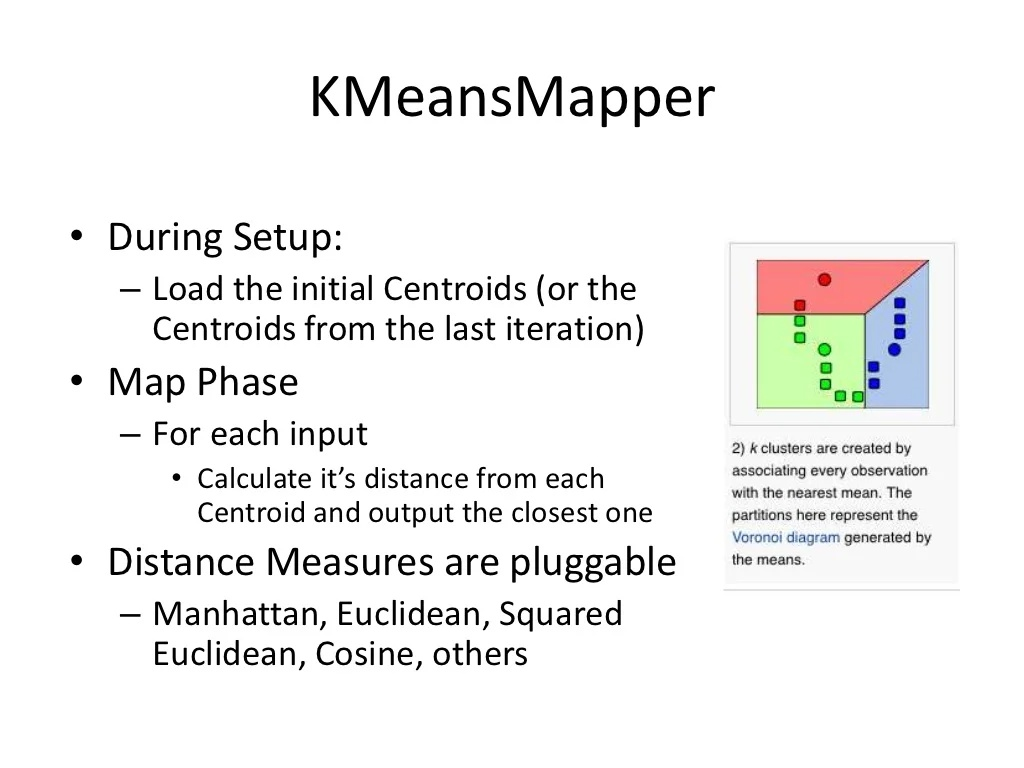 KMeansMapper
• During Setup:
– Load the initial Centroids (or the
Centroids from the last iteration)
• Map Phase
– For each input
• Calculate it’s distance from each
Centroid and output the closest one
• Distance Measures are pluggable
– Manhattan, Euclidean, Squared
Euclidean, Cosine, others
2) k clusters are created by
associating every observation
with the nearest mean. The
partitions here represent the
Voronoi diagram generated by
the means.